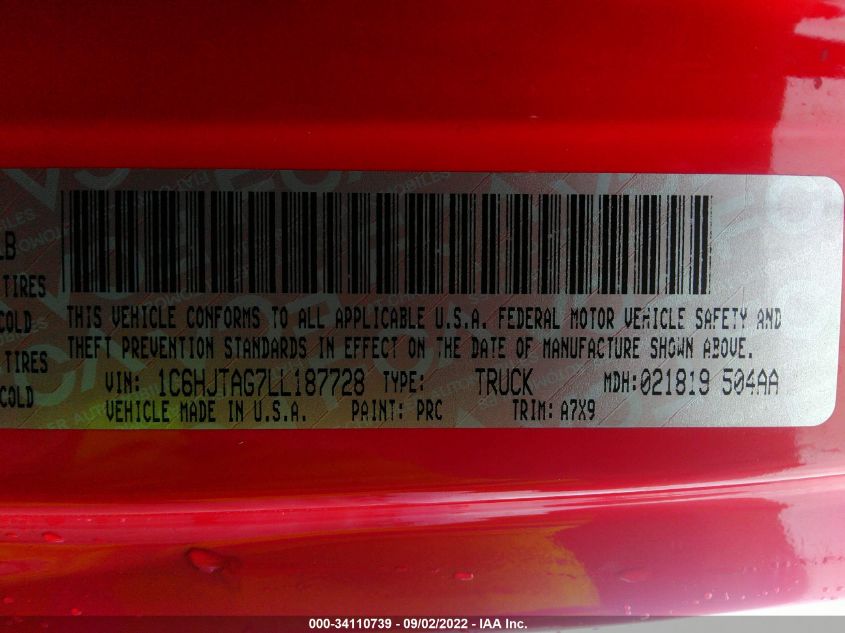 LB
TIRES
COLD
TIRES
COLD
THIS VEHICLE CONFORMS TO ALL APPLICABLE U.S.A. FEDERAL MOTOR VEHICLE SAFETY AND
THEFT PREVENTION STANDARDS IN EFFECT ON THE DATE OF MANUFACTURE SHOWN ABOVE.
VIN: 1C6HJTAG7LL187728 TYPE: TRUCK MDH:021819 504AA
VEHICLE MADE IN U.S.A. PAINT: PRC TRIM: A7X9
000-34110739 - 09/02/2022 - IAA Inc.